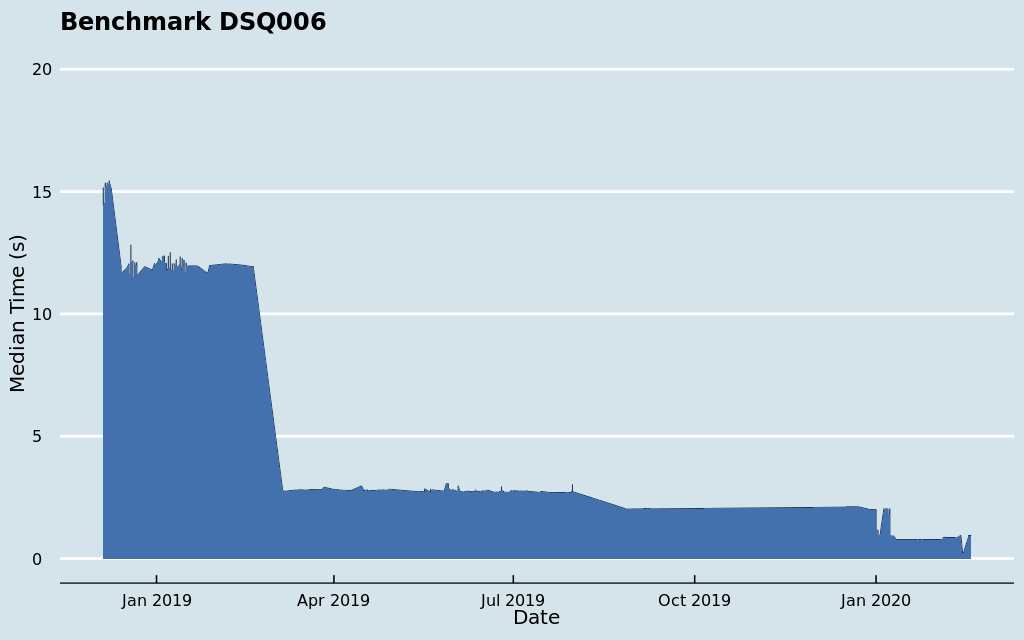 Benchmark DSQ006
20
15
10
5
0
Median Time (s)
Jan 2019
Apr 2019
Jul 2019
Oct 2019
Jan 2020
Date